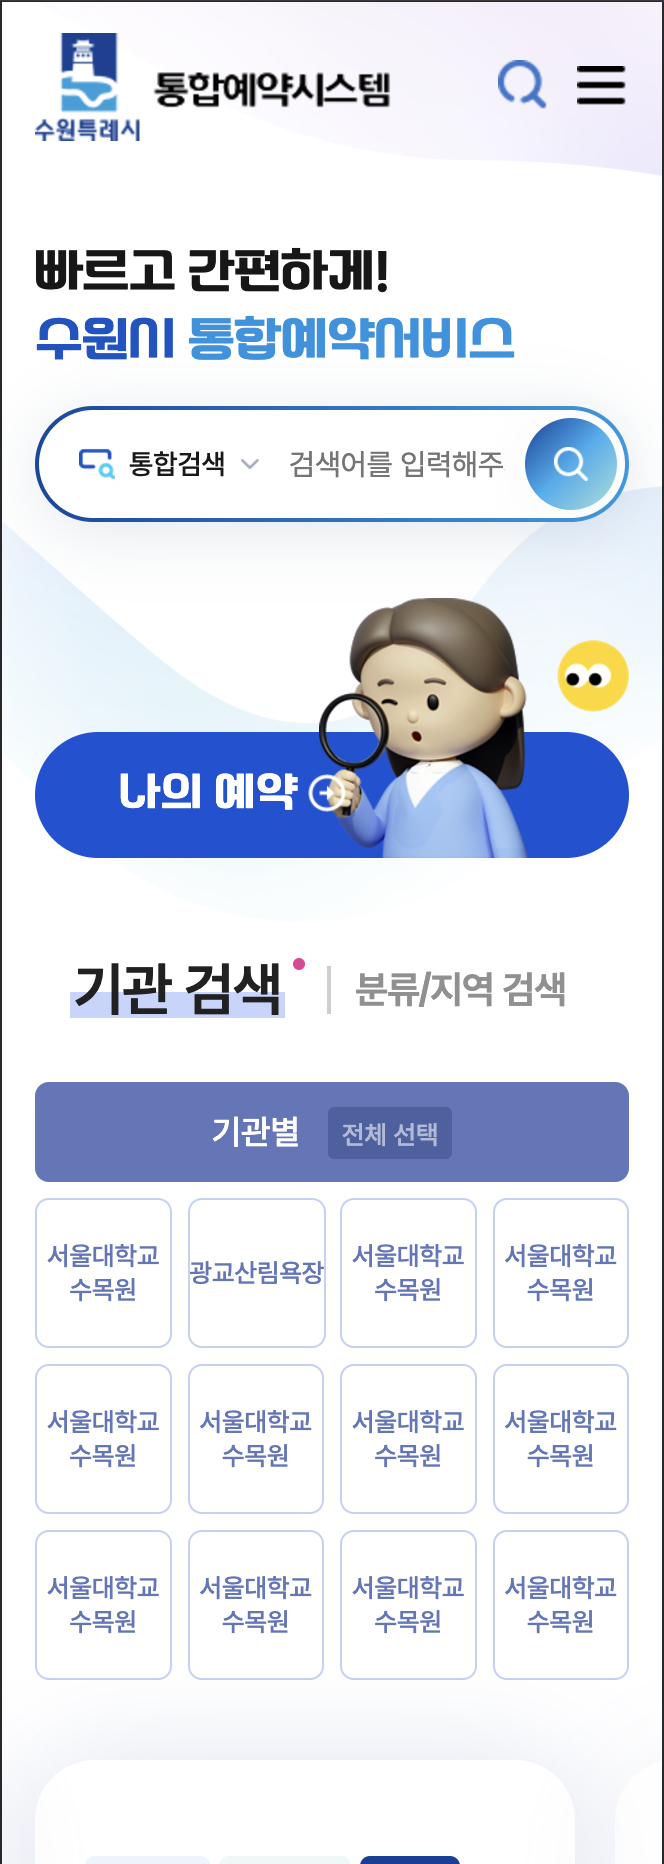 수원특례시
통합예약시스템
빠르고 간편하게!
수원시 통합예약서비스
통합검색 검색어를 입력해주
나의 예약
기관 검색
분류/지역 검색
기관별 전체 선택
서울대학교
수목원
광교산림욕장
서울대학교
수목원
서울대학교
수목원
서울대학교
수목원
서울대학교
수목원
서울대학교
수목원
서울대학교
수목원
서울대학교
수목원
서울대학교
수목원
서울대학교
수목원
서울대학교
수목원